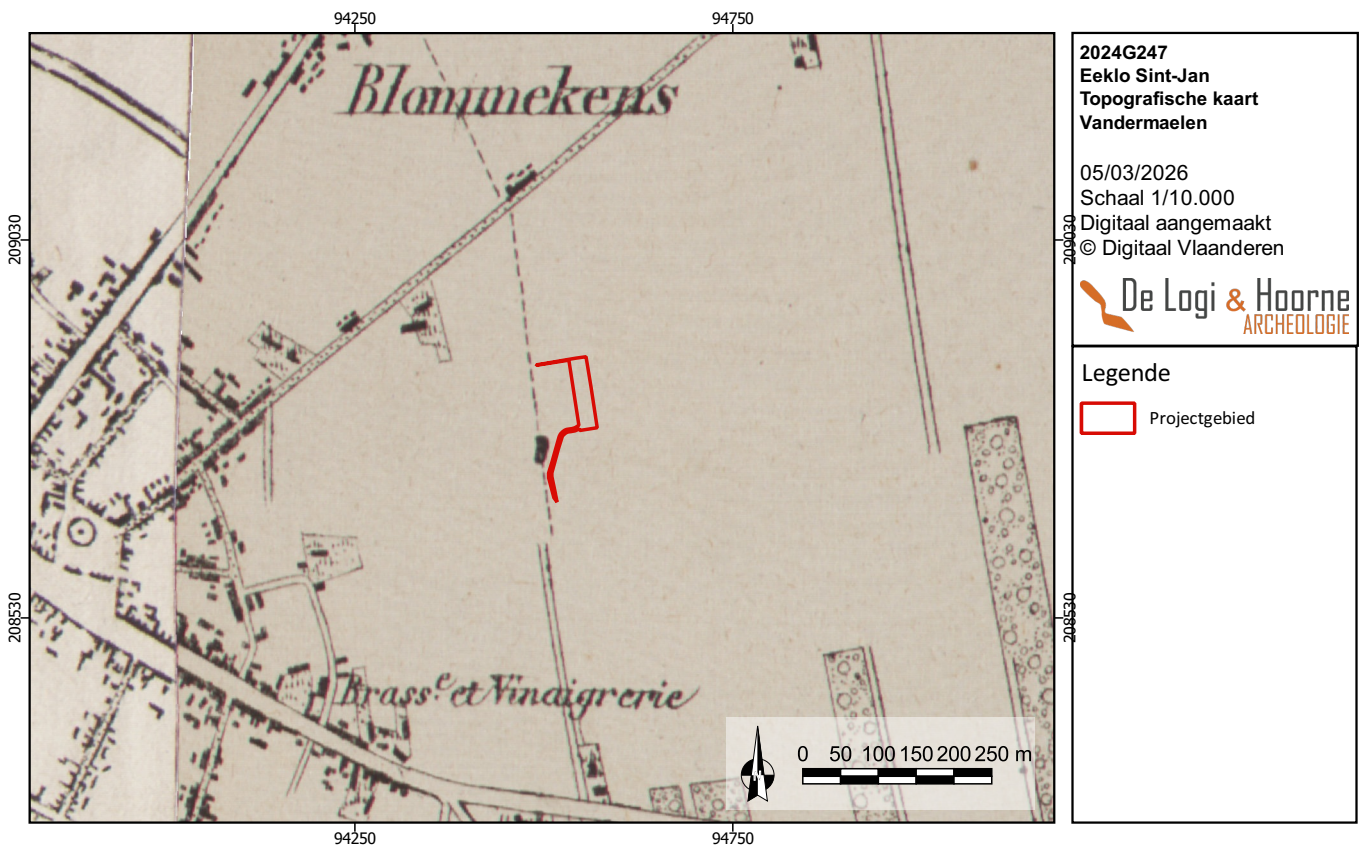 94250
94750
Blommekens
209030
209030
208530
208530
Brass.e et Vinaigrerie
0 50 100 150 200 250 m
94250
94750
2024G247
Eeklo Sint-Jan
Topografische kaart
Vandermaelen
05/03/2026
Schaal 1/10.000
Digitaal aangemaakt
© Digitaal Vlaanderen
De Logi & Hoorne
ARCHEOLOGIE
Legende
Projectgebied